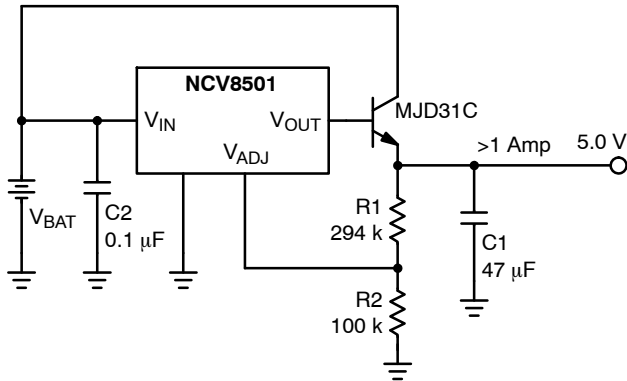 NCV8501
V_IN
V_OUT
V_ADJ
MJD31C
>1 Amp
5.0 V
V_BAT
C2
0.1 μF
R1
294 k
C1
47 μF
R2
100 k